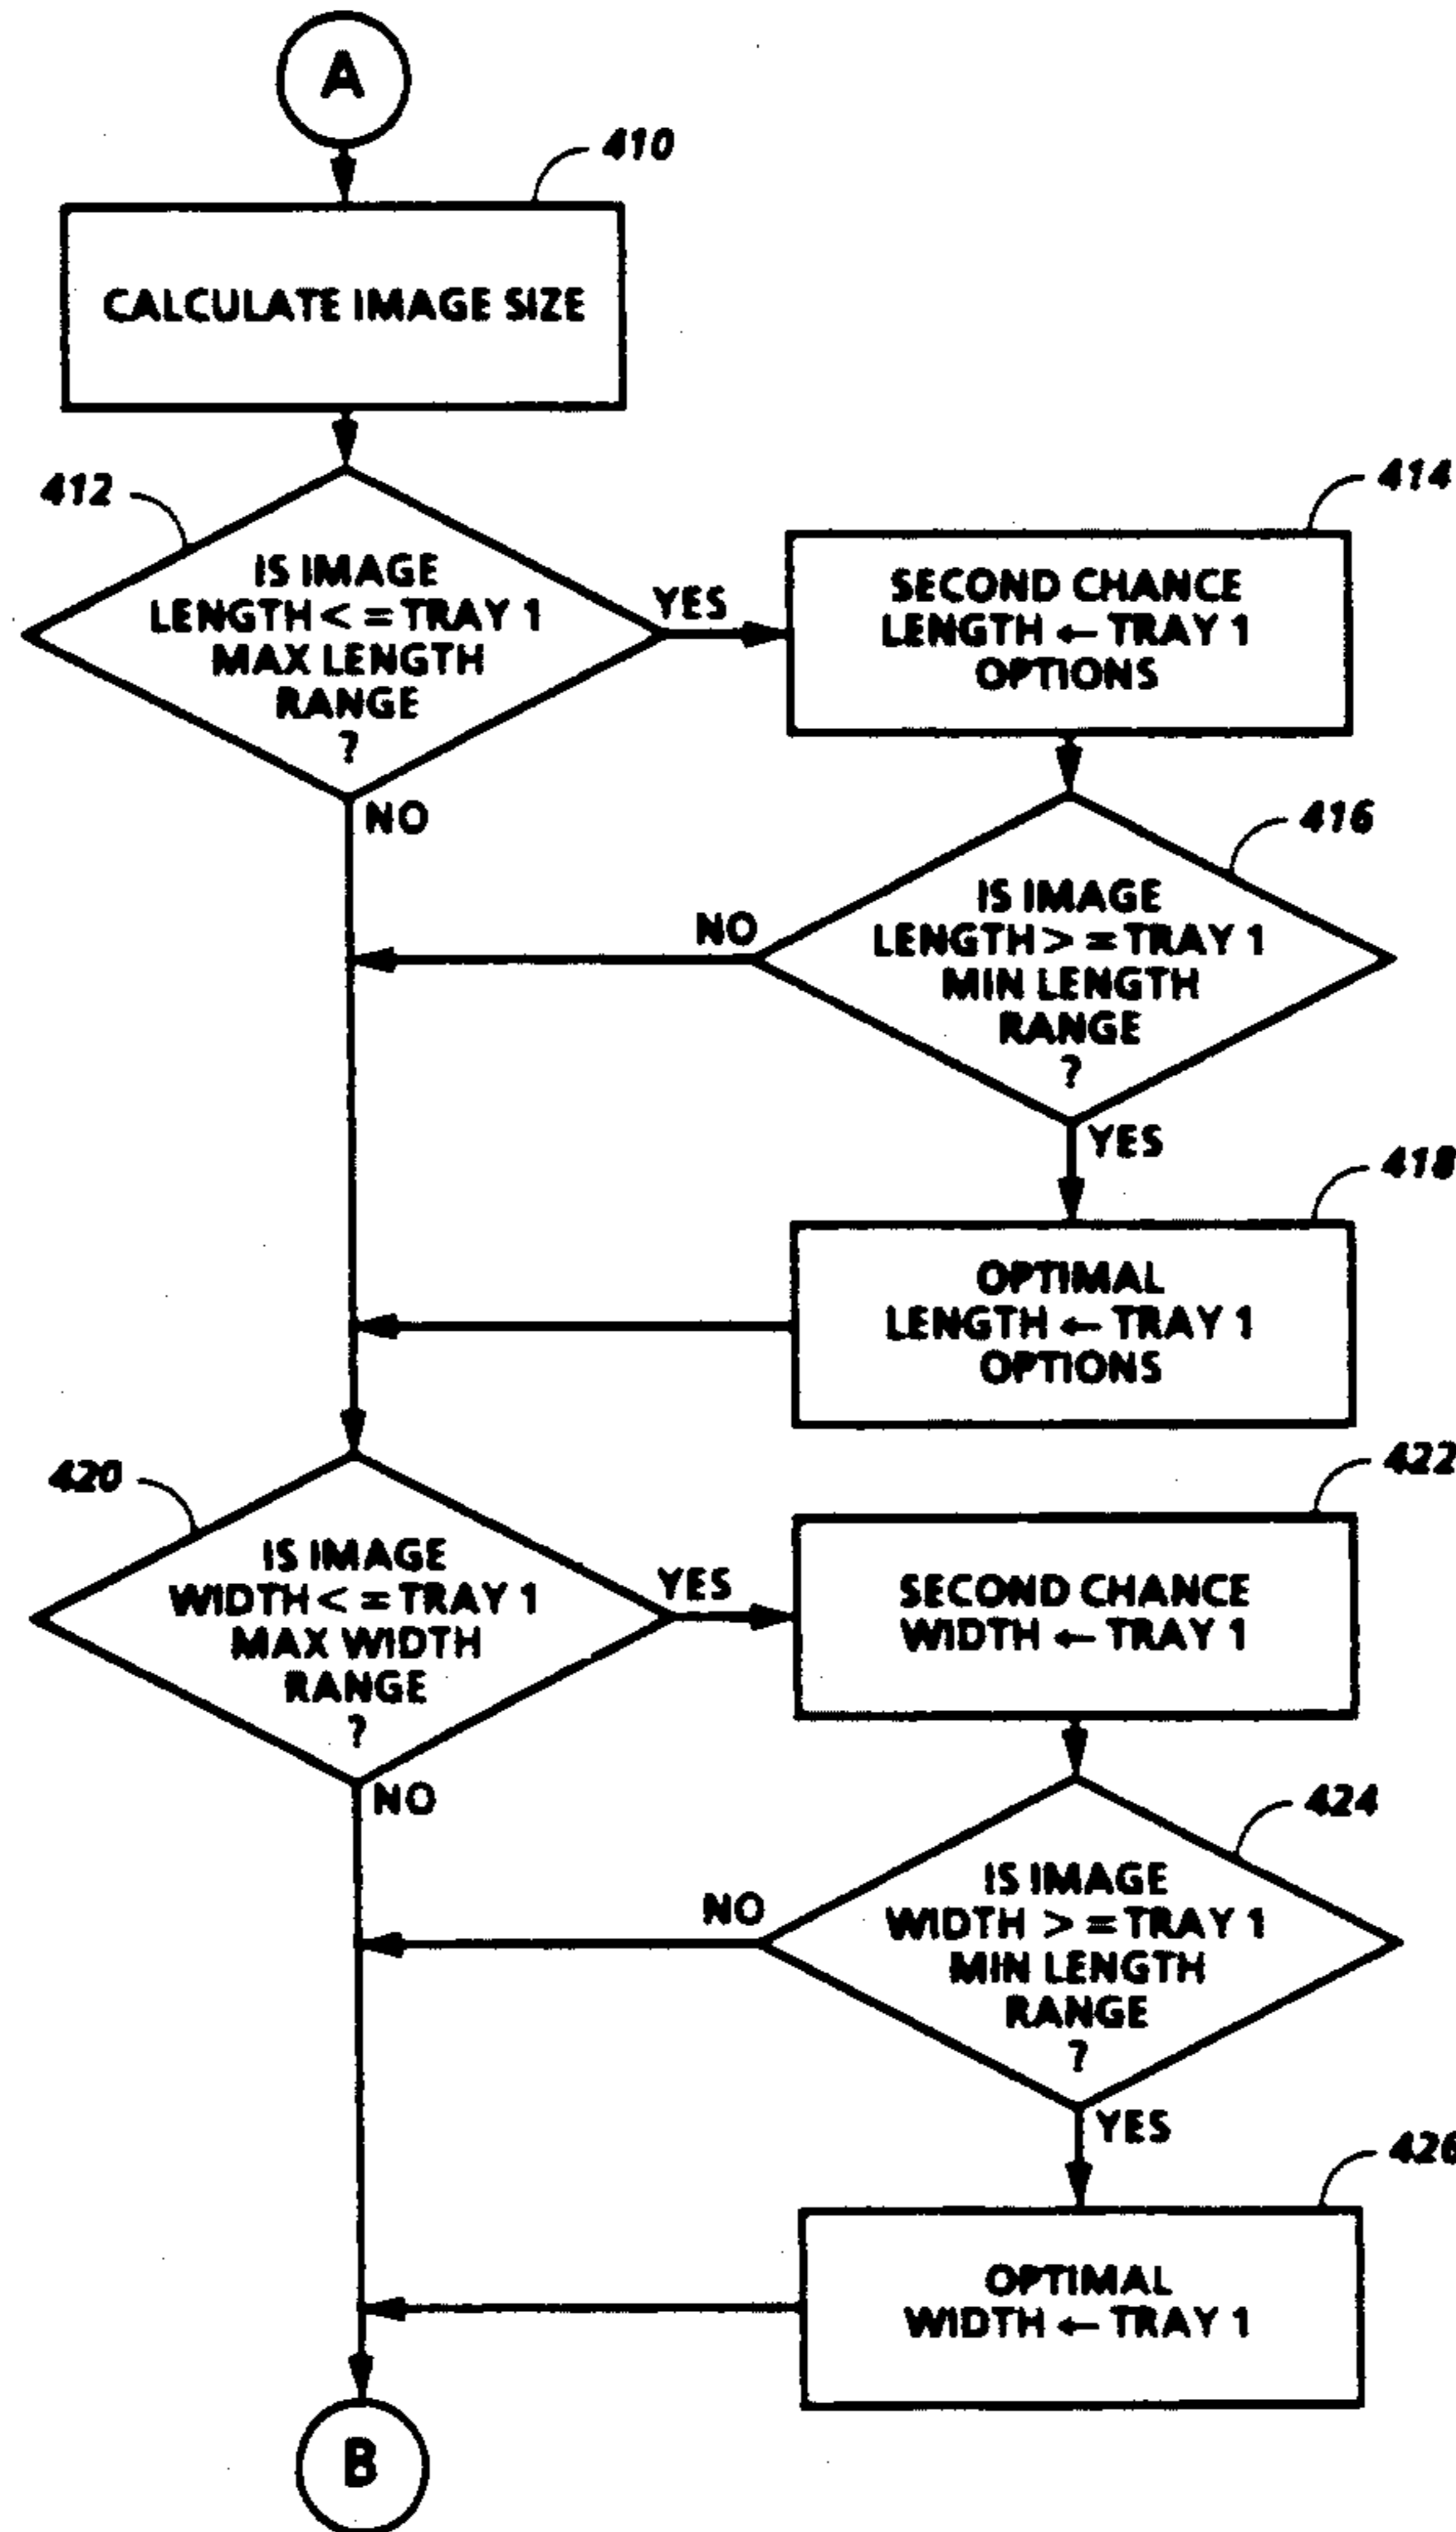 A
410
CALCULATE IMAGE SIZE
412
IS IMAGE
LENGTH < = TRAY 1
MAX LENGTH
RANGE
?
YES
NO
414
SECOND CHANCE
LENGTH ← TRAY 1
OPTIONS
416
IS IMAGE
LENGTH > = TRAY 1
MIN LENGTH
RANGE
?
NO
YES
418
OPTIMAL
LENGTH ← TRAY 1
OPTIONS
420
IS IMAGE
WIDTH < = TRAY 1
MAX WIDTH
RANGE
?
YES
NO
422
SECOND CHANCE
WIDTH ← TRAY 1
424
IS IMAGE
WIDTH > = TRAY 1
MIN LENGTH
RANGE
?
NO
YES
426
OPTIMAL
WIDTH ← TRAY 1
B